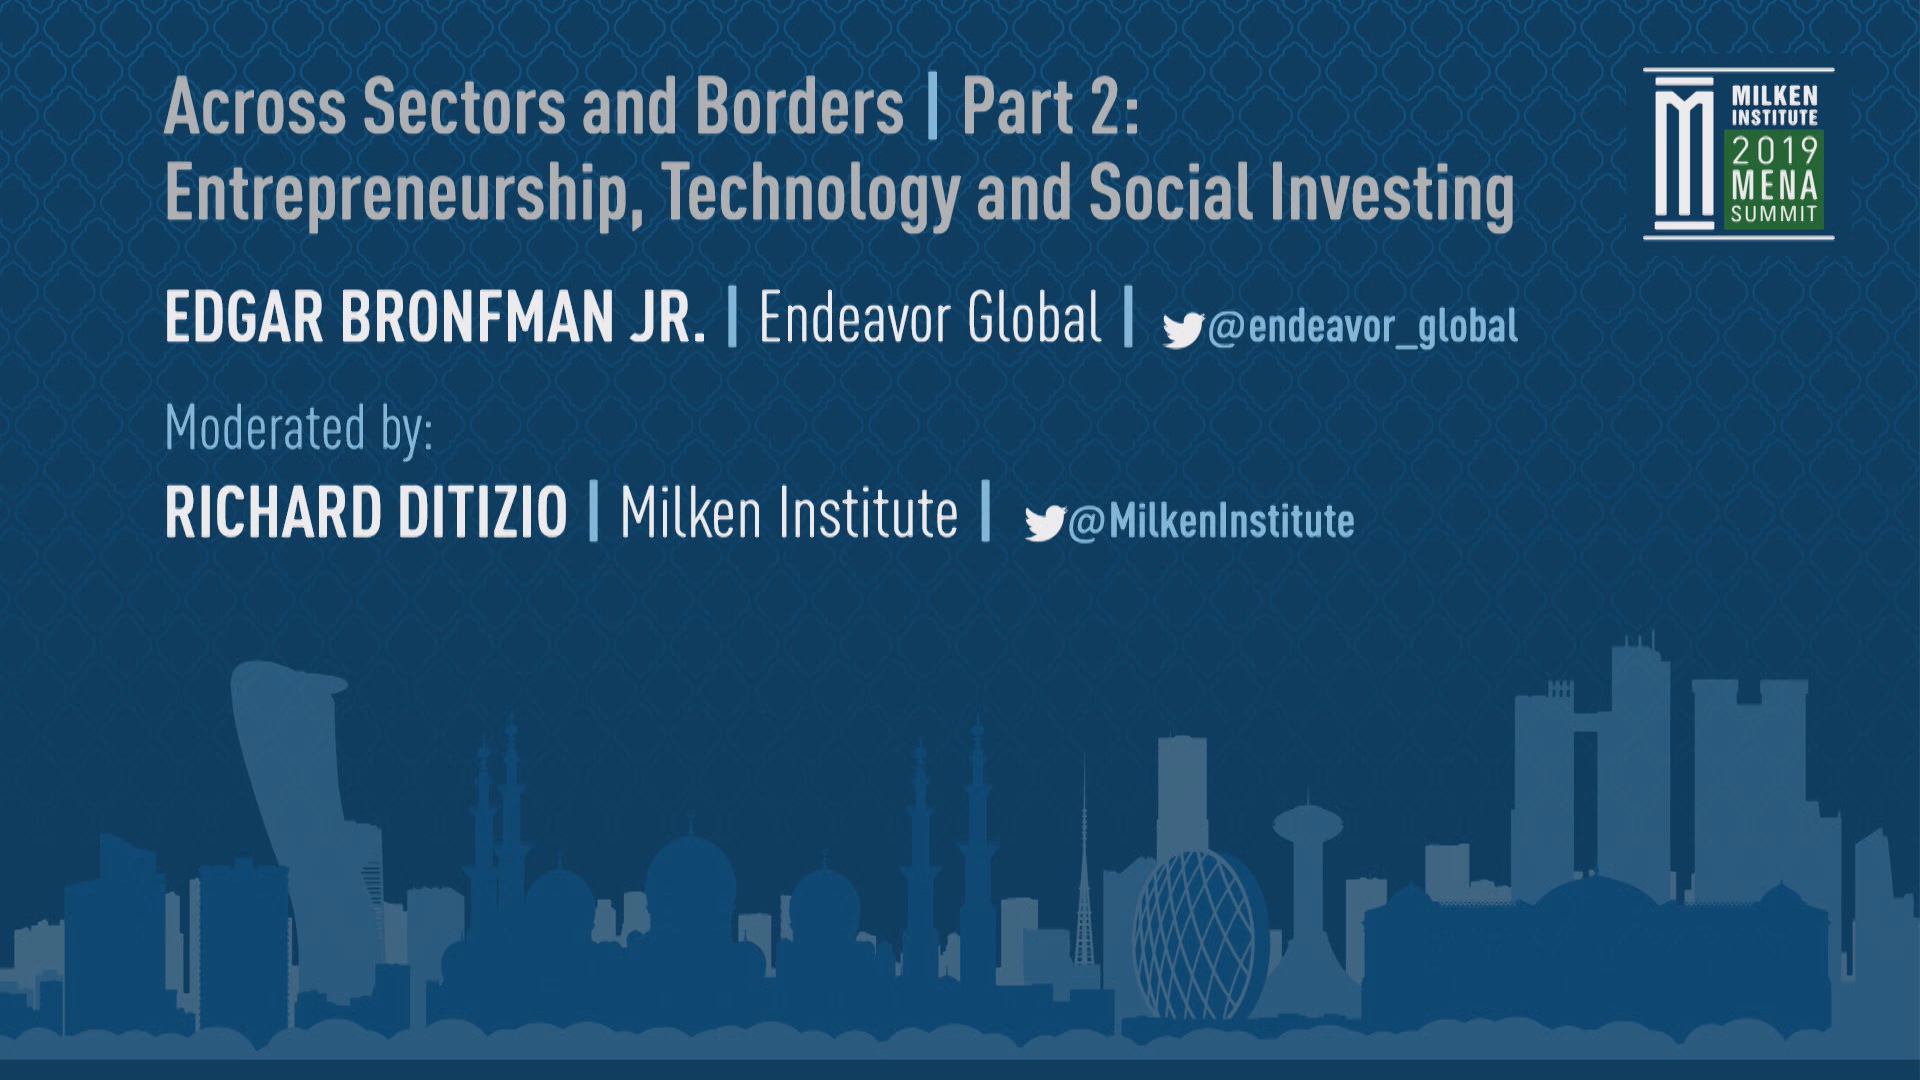 Across Sectors and Borders | Part 2:
Entrepreneurship, Technology and Social Investing
MILKEN
INSTITUTE
2019
MENA
SUMMIT
EDGAR BRONFMAN JR. | Endeavor Global | @endeavor_global
Moderated by:
RICHARD DITIZIO | Milken Institute | @MilkenInstitute